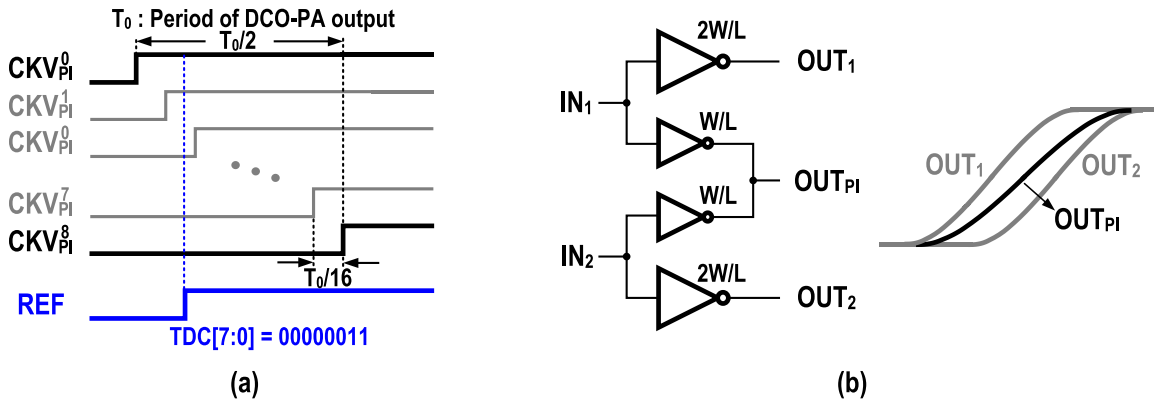 T₀ : Period of DCO-PA output
T₀/2
CKV⁰PI
CKV¹PI
CKV⁰PI
CKV⁷PI
CKV⁸PI
T₀/16
REF
TDC[7:0] = 00000011
(a)
2W/L
OUT₁
IN₁
W/L
OUTPI
W/L
IN₂
2W/L
OUT₂
OUT₁
OUT₂
OUTPI
(b)